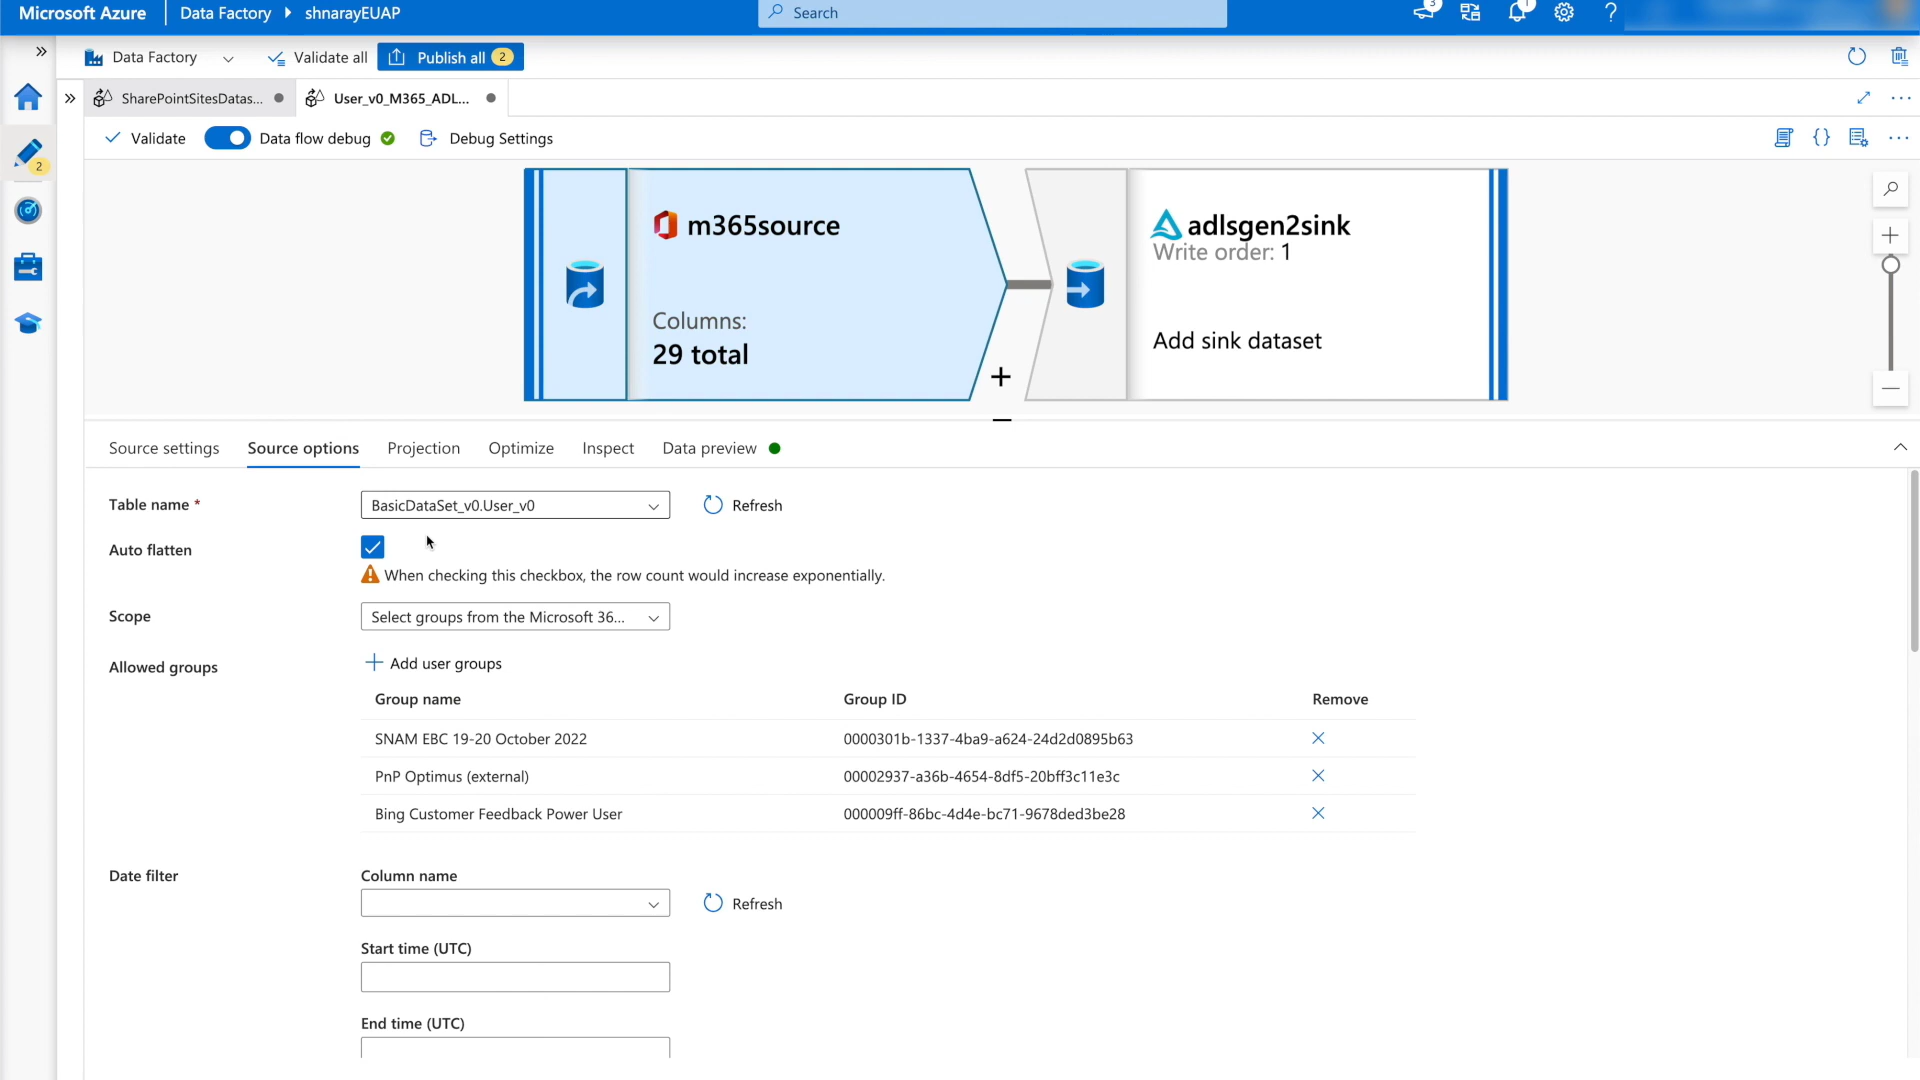 Microsoft Azure
Data Factory
shnarayEUAP
Search
3
1
?
Data Factory
Validate all
Publish all
2
SharePointSitesDatas...
User_v0_M365_ADL...
Validate
Data flow debug
Debug Settings
2
m365source
Columns:
29 total
adlsgen2sink
Write order: 1
Add sink dataset
Source settings
Source options
Projection
Optimize
Inspect
Data preview
Table name *
BasicDataSet_v0.User_v0
Refresh
Auto flatten
When checking this checkbox, the row count would increase exponentially.
Scope
Select groups from the Microsoft 36...
Allowed groups
Add user groups
Group name
Group ID
Remove
SNAM EBC 19-20 October 2022
0000301b-1337-4ba9-a624-24d2d0895b63
PnP Optimus (external)
00002937-a36b-4654-8df5-20bff3c11e3c
Bing Customer Feedback Power User
000009ff-86bc-4d4e-bc71-9678ded3be28
Date filter
Column name
Refresh
Start time (UTC)
End time (UTC)